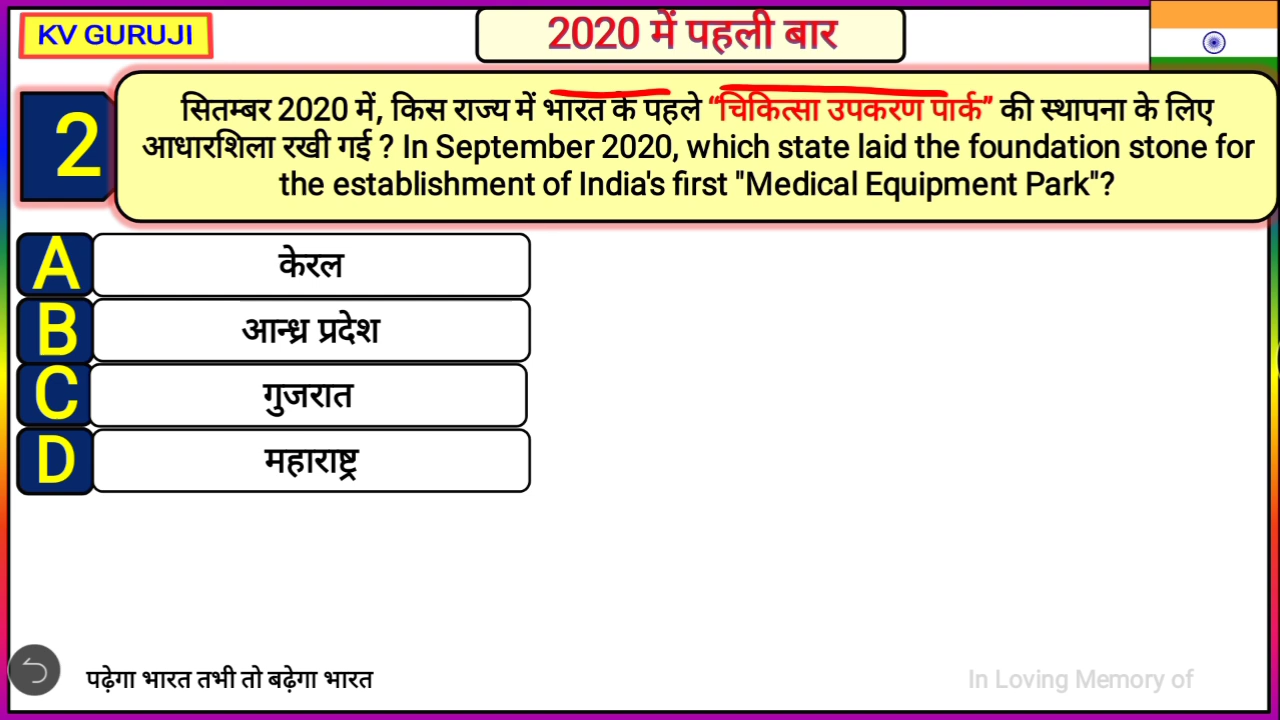 KV GURUJI
2020 में पहली बार
2
सितम्बर 2020 में, किस राज्य में भारत के पहले “चिकित्सा उपकरण पार्क” की स्थापना के लिए
आधारशिला रखी गई ? In September 2020, which state laid the foundation stone for
the establishment of India's first "Medical Equipment Park"?
A केरल
B आन्ध्र प्रदेश
C गुजरात
D महाराष्ट्र
पढ़ेगा भारत तभी तो बढ़ेगा भारत
In Loving Memory of